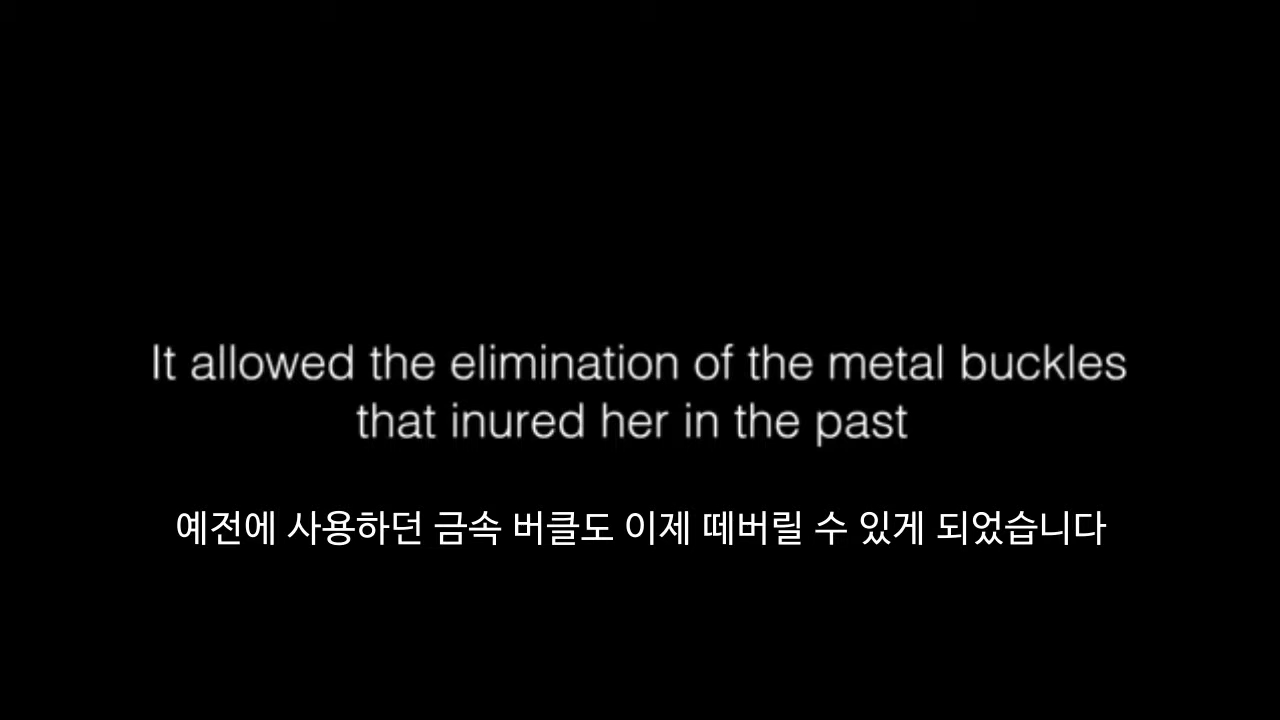 It allowed the elimination of the metal buckles
that inured her in the past
예전에 사용하던 금속 버클도 이제 떼버릴 수 있게 되었습니다